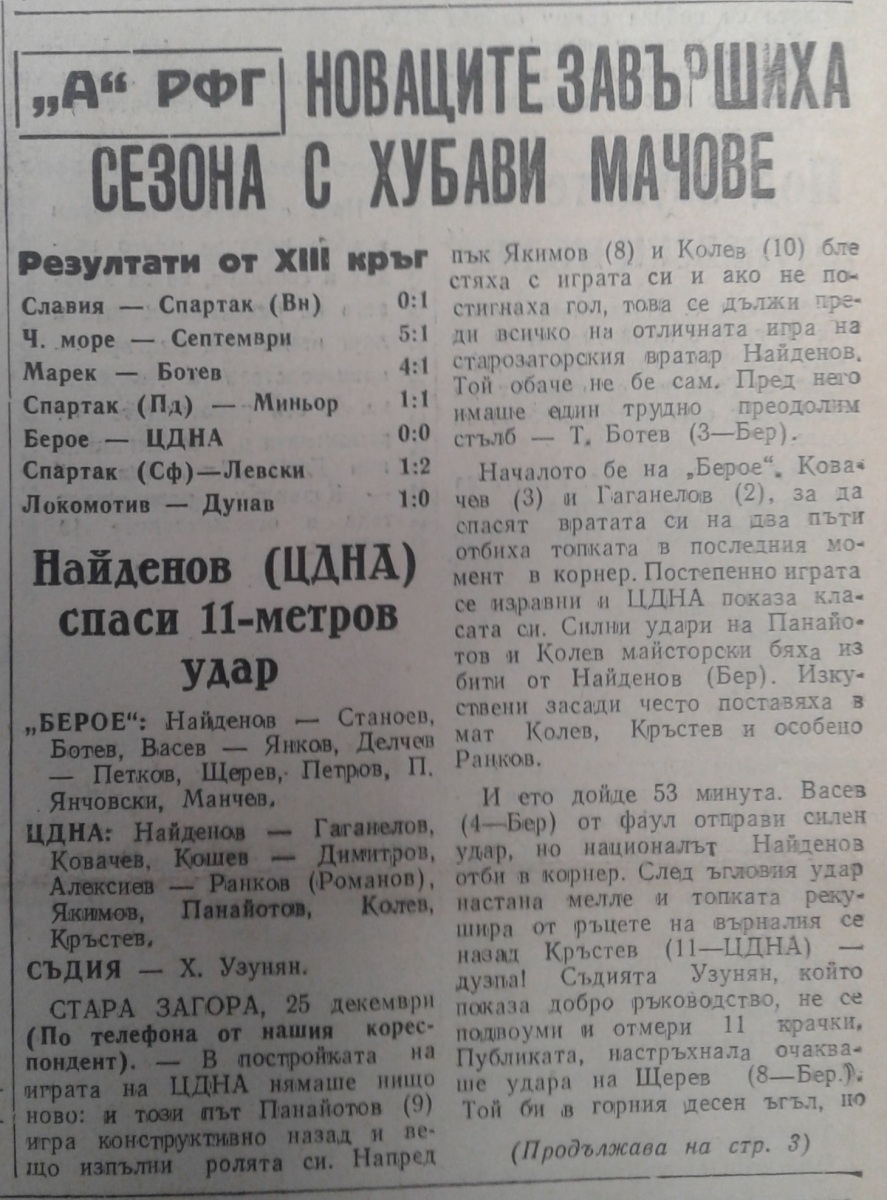 „А“ РФГ НОВАЦИТЕ ЗАВЪРШИХА
СЕЗОНА С ХУБАВИ МАЧОВЕ
Резултати от XIII кръг
Славия — Спартак (Вн) 0:1
Ч. море — Септември 5:1
Марек — Ботев 4:1
Спартак (Пд) — Миньор 1:1
Берое — ЦДНА 0:0
Спартак (Сф)—Левски 1:2
Локомотив — Дунав 1:0
Найденов (ЦДНА)
спаси 11-метров
удар
„БЕРОЕ“: Найденов — Станоев,
Ботев, Васев — Янков, Делчев
— Петков, Щерев, Петров, П.
Янчовски, Манчев.
ЦДНА: Найденов — Гаганелов,
Ковачев, Кошев — Димитров,
Алексиев — Ранков (Романов),
Якимов, Панайотов, Колев,
Кръстев.
СЪДИЯ — Х. Узунян.
СТАРА ЗАГОРА, 25 декември
(По телефона от нашия корес-
пондент). — В постройката на
играта на ЦДНА нямаше нищо
ново: и този път Панайотов (9)
игра конструктивно назад и ве-
що изпълни ролята си. Напред
пък Якимов (8) и Колев (10) бле
стяха с играта си и ако не по-
стигнаха гол, това се дължи пре-
ди всичко на отличната игра на
старозагорския вратар Найденов.
Той обаче не бе сам. Пред него
имаше един трудно преодолим
стълб — Т. Ботев (3—Бер).
Началото бе на „Берое“. Кова-
чев (3) и Гаганелов (2), за да
спасят вратата си на два пъти
отбиха топката в последния мо-
мент в корнер. Постепенно играта
се изравни и ЦДНА показа кла-
сата си. Силни удари на Панайо-
тов и Колев майсторски бяха из
бити от Найденов (Бер). Изку-
ствени засади често поставяха в
мат Колев, Кръстев и особено
Ранков.
И ето дойде 53 минута. Васев
(4—Бер) от фаул отправи силен
удар, но националът Найденов
отби в корнер. След ъгловия удар
настана мелле и топката реку-
шира от ръцете на върналия се
назад Кръстев (11—ЦДНА) —
дузпа! Съдията Узунян, който
показа добро ръководство, не се
подвоуми и отмери 11 крачки.
Публиката, настръхнала очаква-
ше удара на Щерев (8—Бер.).
Той би в горния десен ъгъл, но
(Продължава на стр. 3)